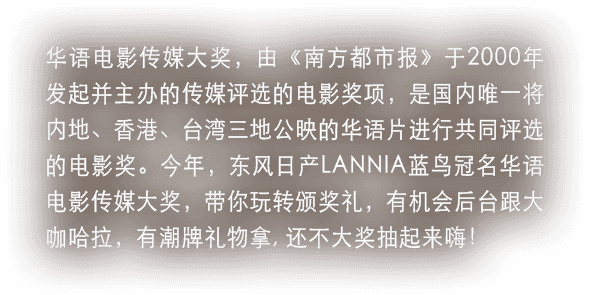 华语电影传媒大奖，由《南方都市报》于2000年
发起并主办的传媒评选的电影奖项，是国内唯一将
内地、香港、台湾三地公映的华语片进行共同评选
的电影奖。今年，东风日产LANNIA蓝鸟冠名华语
电影传媒大奖，带你玩转颁奖礼，有机会后台跟大
咖哈拉，有潮牌礼物拿，还不大奖抽起来嗨！